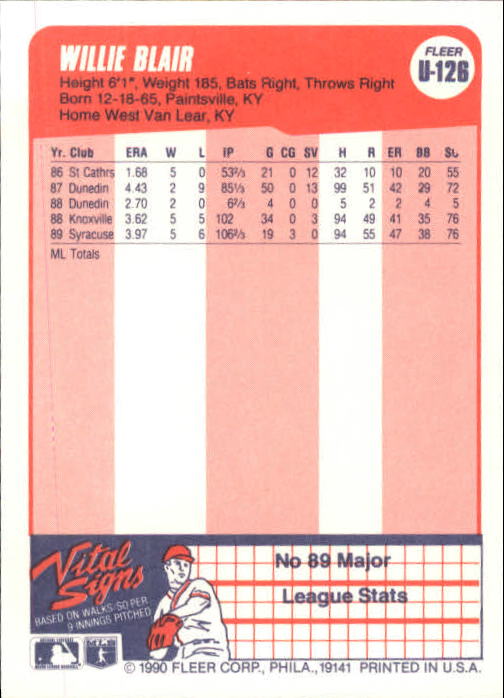 WILLIE BLAIR
FLEER
U-126
Height 6'1", Weight 185, Bats Right, Throws Right
Born 12-18-65, Paintsville, KY
Home West Van Lear, KY
Yr. Club ERA W L IP G CG SV H R ER BB So
86 St Cathrs 1.68 5 0 53²/₃ 21 0 12 32 10 10 20 55
87 Dunedin 4.43 2 9 85¹/₃ 50 0 13 99 51 42 29 72
88 Dunedin 2.70 2 0 6²/₃ 4 0 0 5 2 2 4 5
88 Knoxville 3.62 5 5 102 34 0 3 94 49 41 35 76
89 Syracuse 3.97 5 6 106²/₃ 19 3 0 94 55 47 38 76
ML Totals
Vital
Signs
BASED ON WALKS-SO PER
9 INNINGS PITCHED
No 89 Major
League Stats
© 1990 FLEER CORP., PHILA., 19141 PRINTED IN U.S.A.